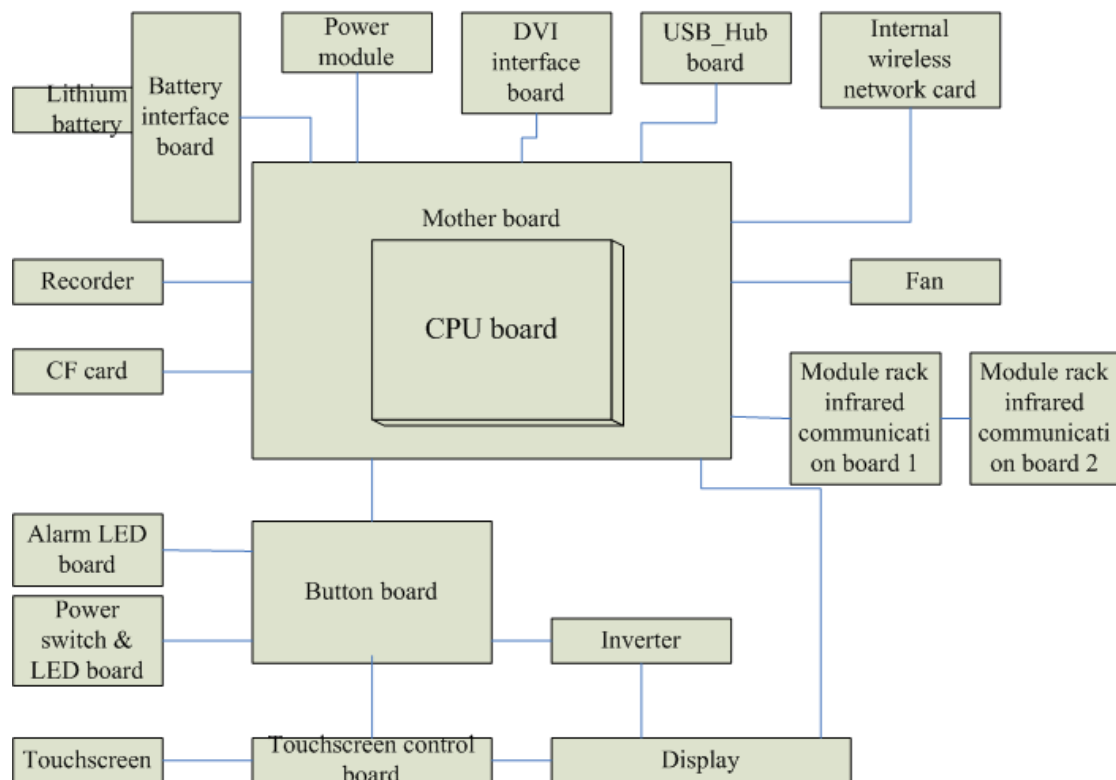 Lithium
battery
Battery
interface
board
Power
module
DVI
interface
board
USB_Hub
board
Internal
wireless
network card
Mother board
CPU board
Recorder
CF card
Fan
Module rack
infrared
communicati
on board 1
Module rack
infrared
communicati
on board 2
Alarm LED
board
Button board
Power
switch &
LED board
Inverter
Touchscreen
Touchscreen control
board
Display